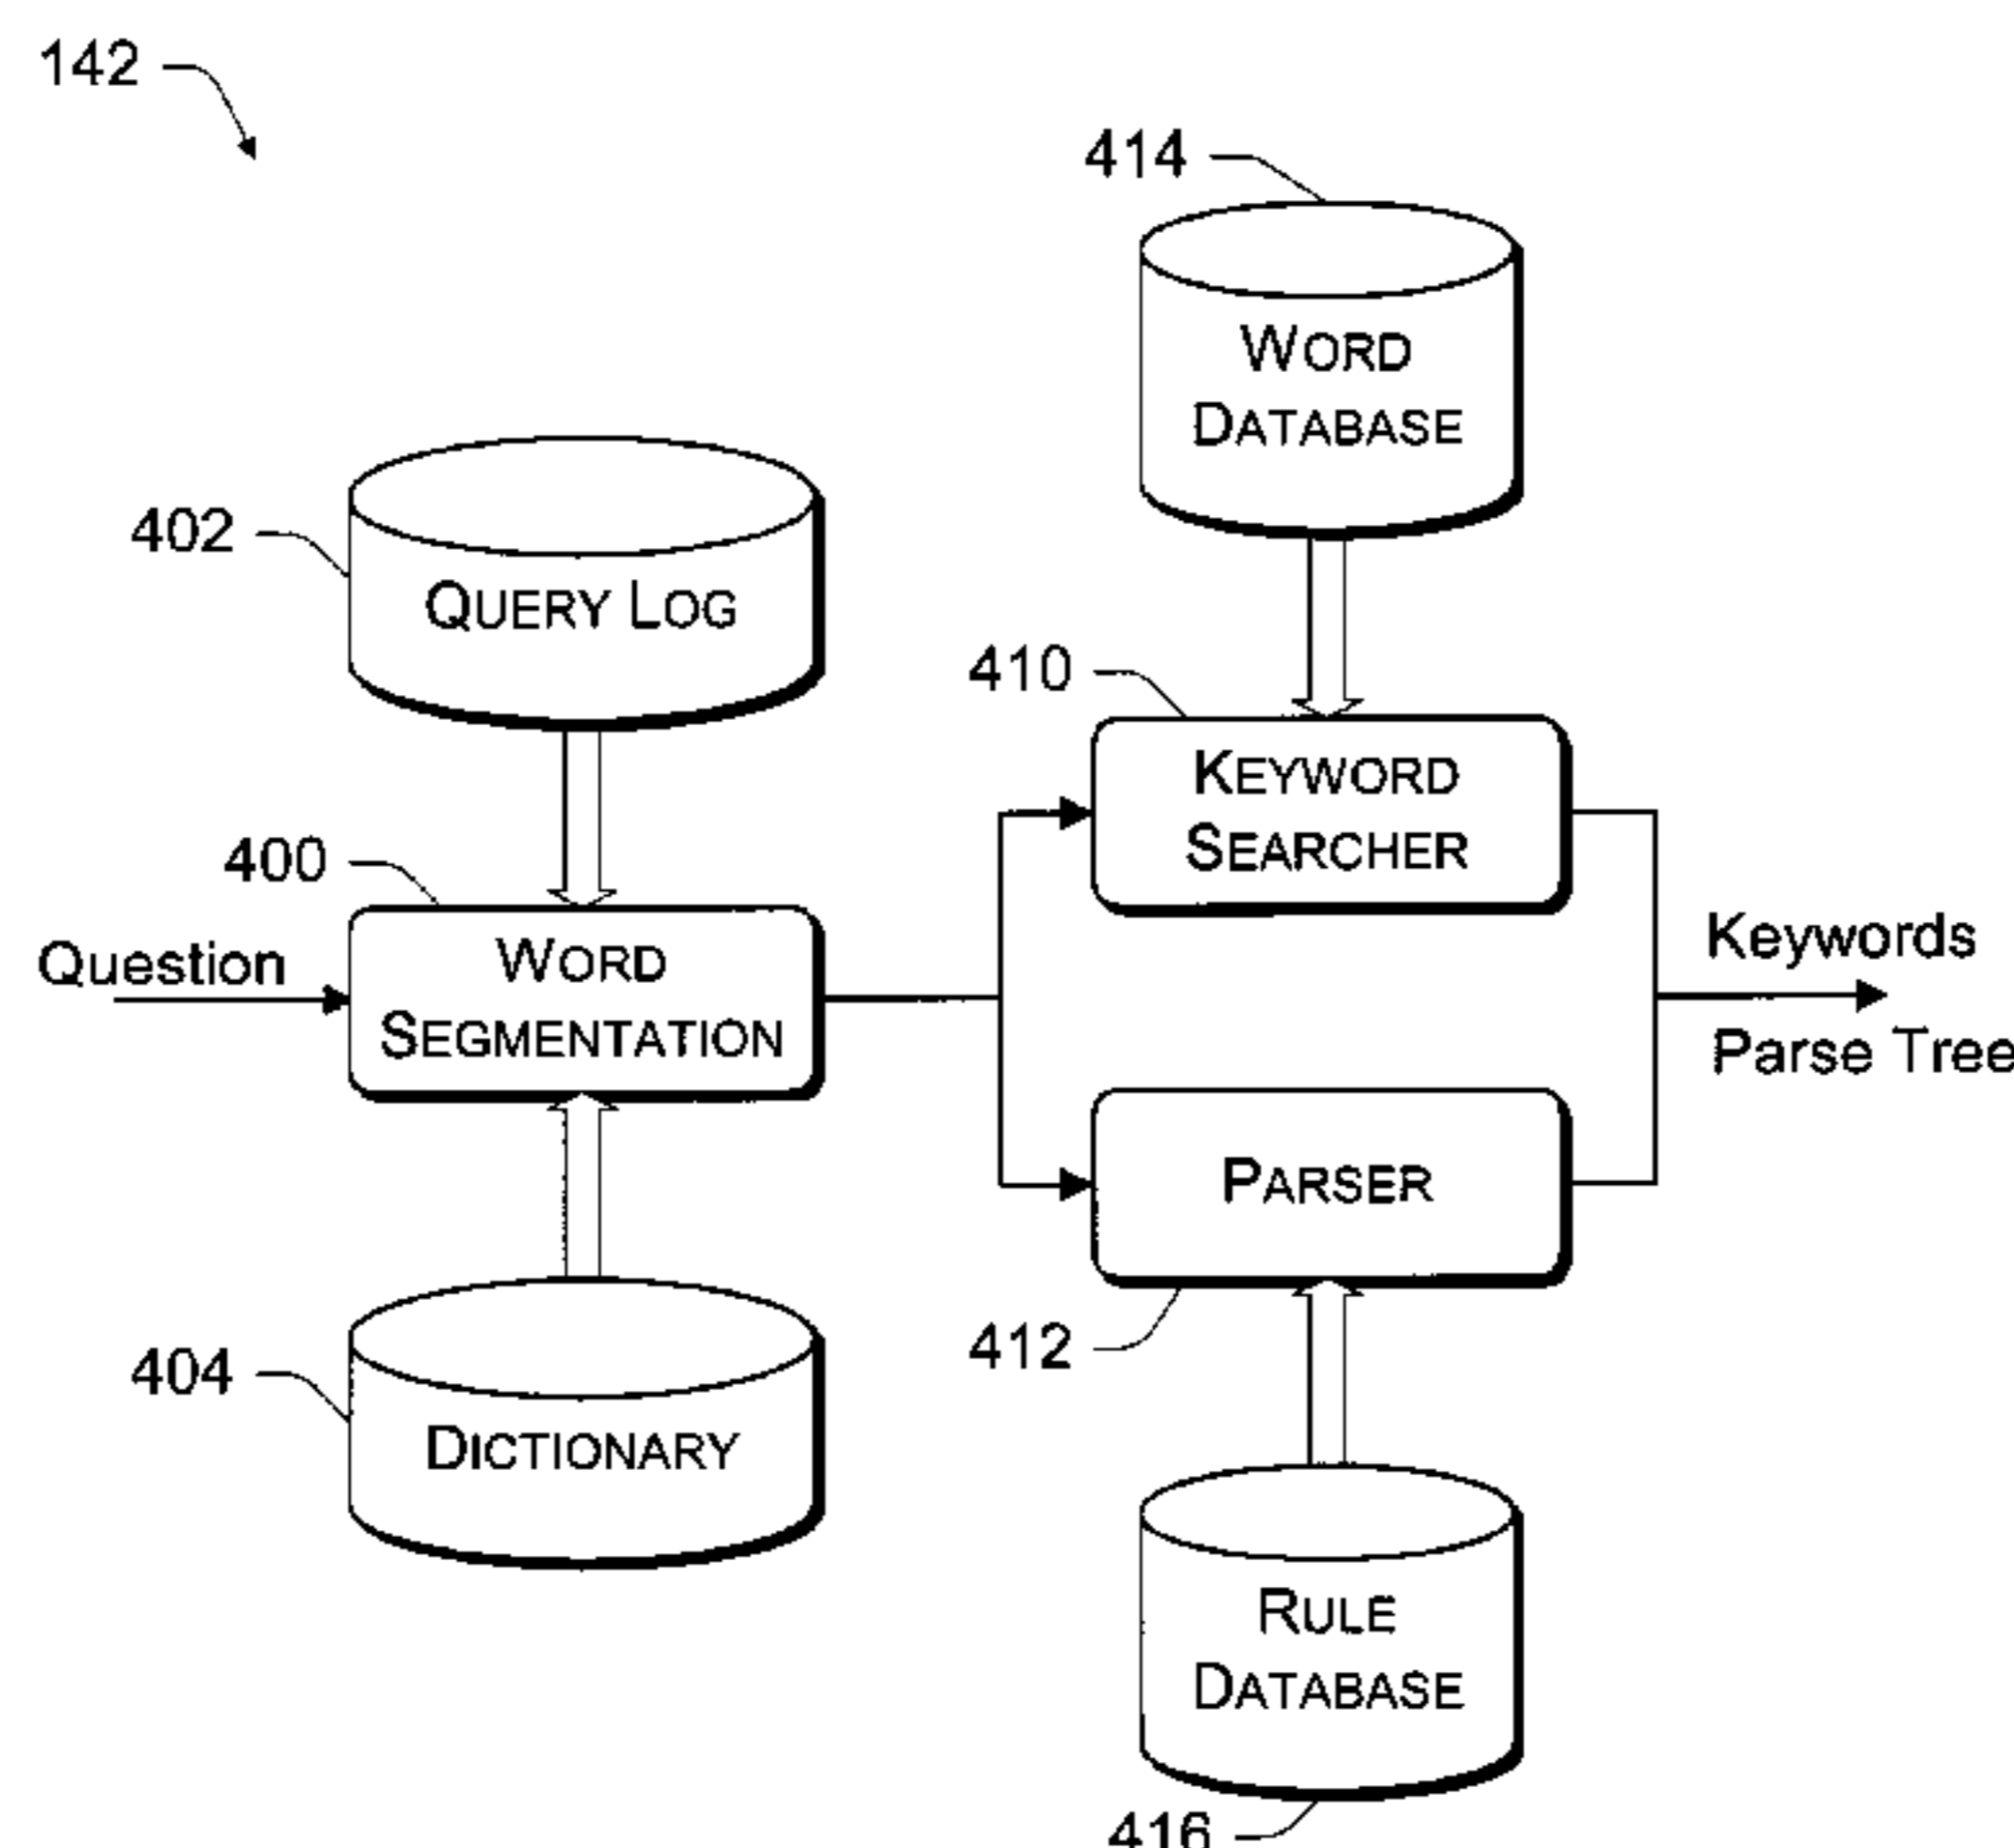 142
414
WORD
DATABASE
402
QUERY LOG
410
KEYWORD
SEARCHER
400
Question
WORD
SEGMENTATION
Keywords
Parse Tree
PARSER
412
404
DICTIONARY
RULE
DATABASE
416